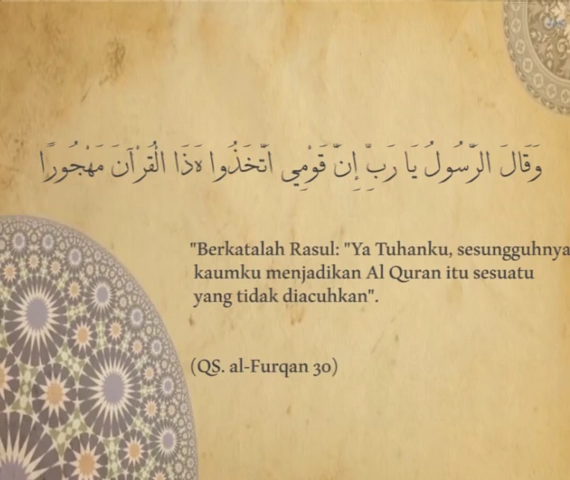 وَقَالَ الرَّسُولُ يَا رَبِّ إِنَّ قَوْمِي اتَّخَذُوا هَذَا الْقُرْآنَ مَهْجُورًا
"Berkatalah Rasul: "Ya Tuhanku, sesungguhnya
kaumku menjadikan Al Quran itu sesuatu
yang tidak diacuhkan".
(QS. al-Furqan 30)